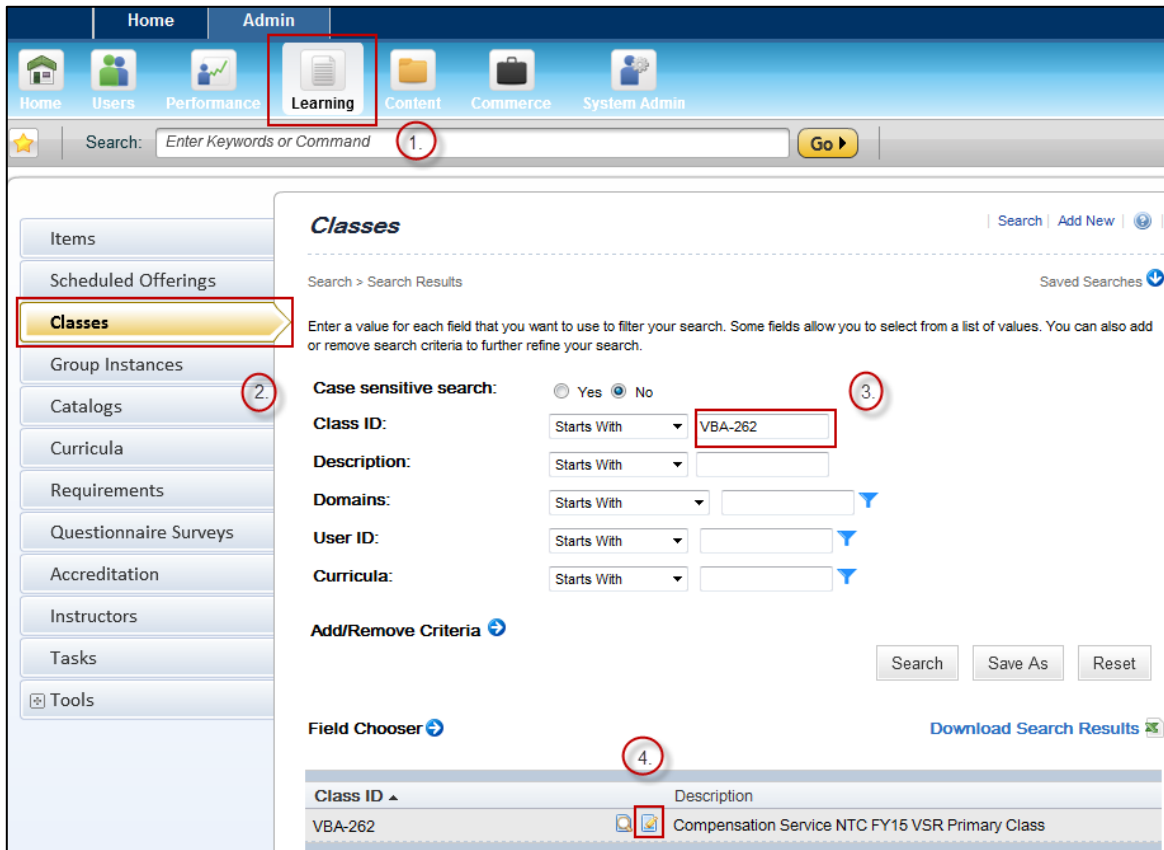 Home Admin
Home Users Performance Learning Content Commerce System Admin
Search: Enter Keywords or Command 1. Go
Classes
Search Add New
Items
Scheduled Offerings
Classes
Group Instances
Catalogs
Curricula
Requirements
Questionnaire Surveys
Accreditation
Instructors
Tasks
Tools
2.
Search > Search Results Saved Searches
Enter a value for each field that you want to use to filter your search. Some fields allow you to select from a list of values. You can also add
or remove search criteria to further refine your search.
Case sensitive search: Yes No 3.
Class ID: Starts With VBA-262
Description: Starts With
Domains: Starts With
User ID: Starts With
Curricula: Starts With
Add/Remove Criteria
Search Save As Reset
Field Chooser Download Search Results
4.
Class ID Description
VBA-262 Compensation Service NTC FY15 VSR Primary Class